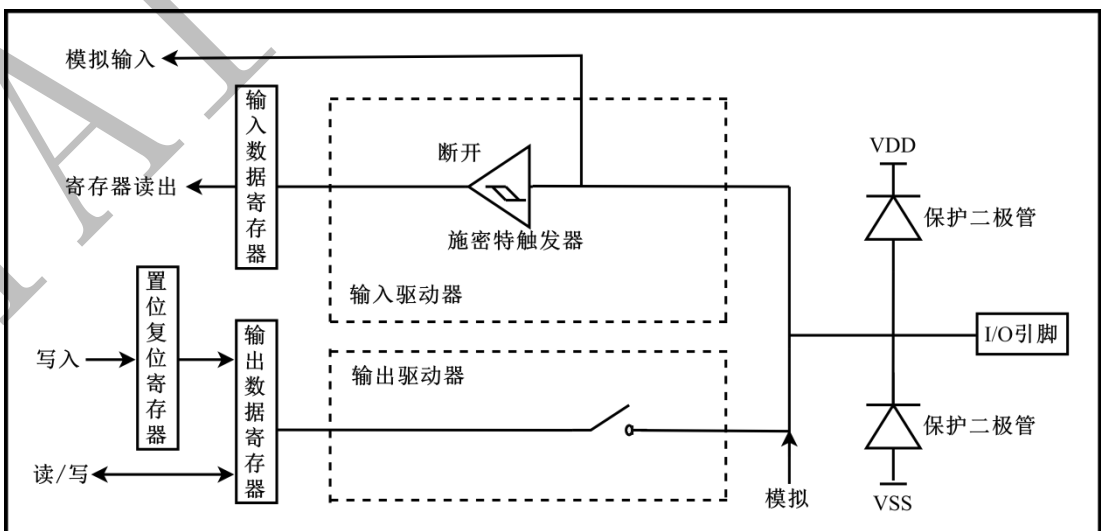 模拟输入
输入数据寄存器
断开
VDD
寄存器读出
保护二极管
施密特触发器
置位复位寄存器
输入驱动器
I/O引脚
写入
输出数据寄存器
输出驱动器
保护二极管
读/写
模拟
VSS